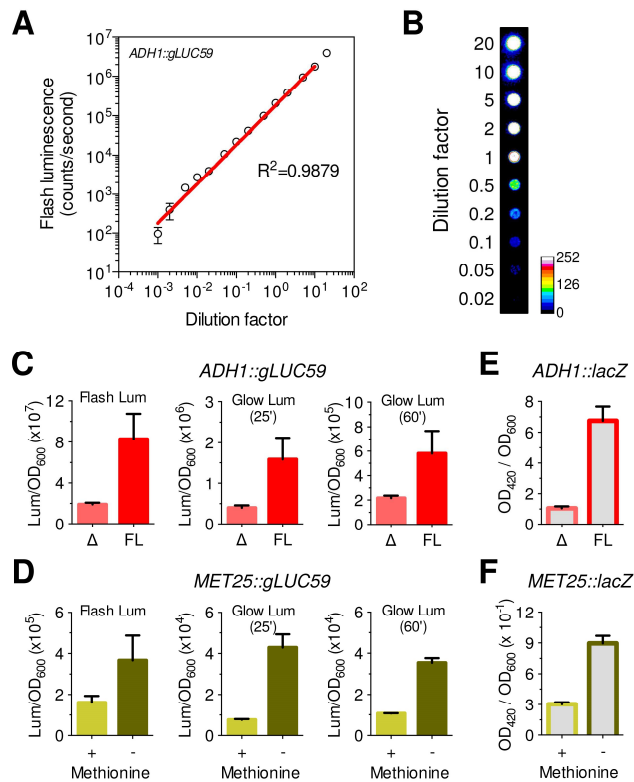 A
ADH1::gLUC59
Flash luminescence
(counts/second)
10^7
10^6
10^5
10^4
10^3
10^2
10^1
R^2=0.9879
10^-4
10^-3
10^-2
10^-1
10^0
10^1
10^2
Dilution factor
B
Dilution factor
20
10
5
2
1
0.5
0.2
0.1
0.05
0.02
252
126
0
C
ADH1::gLUC59
Flash Lum
Lum/OD600 (x10^7)
12
8
4
0
Δ
FL
Glow Lum
(25')
Lum/OD600 (x10^6)
3
2
1
0
Δ
FL
Glow Lum
(60')
Lum/OD600 (x10^5)
10
8
6
4
2
0
Δ
FL
E
ADH1::lacZ
OD420 / OD600
8
6
4
2
0
Δ
FL
D
MET25::gLUC59
Flash Lum
Lum/OD600 (x10^5)
6
4
2
0
+
-
Methionine
Glow Lum
(25')
Lum/OD600 (x10^4)
6
4
2
0
+
-
Methionine
Glow Lum
(60')
Lum/OD600 (x10^4)
6
4
2
0
+
-
Methionine
F
MET25::lacZ
OD420 / OD600 (x 10^-1)
12
9
6
3
0
+
-
Methionine